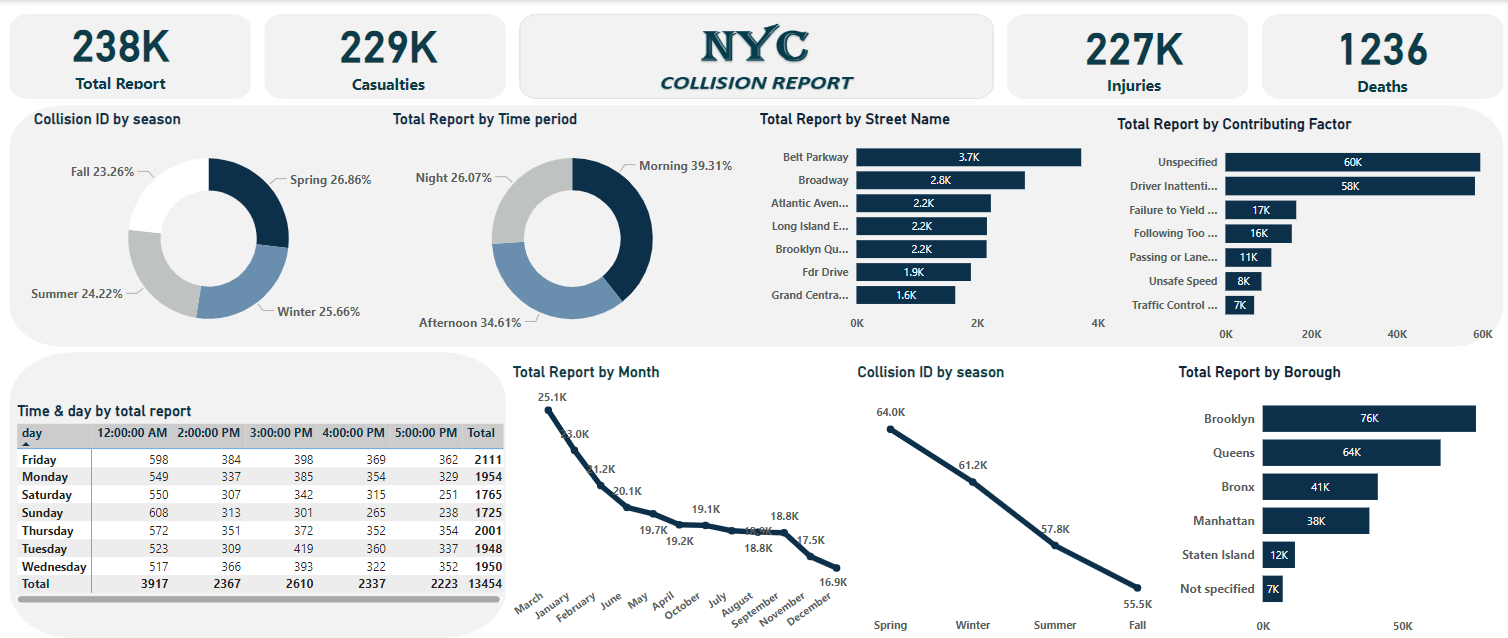 238K
Total Report
229K
Casualties
NYC
COLLISION REPORT
227K
Injuries
1236
Deaths
Collision ID by season
Fall 23.26%
Spring 26.86%
Summer 24.22%
Winter 25.66%
Total Report by Time period
Night 26.07%
Morning 39.31%
Afternoon 34.61%
Total Report by Street Name
Belt Parkway 3.7K
Broadway 2.8K
Atlantic Aven... 2.2K
Long Island E... 2.2K
Brooklyn Qu... 2.2K
Fdr Drive 1.9K
Grand Centra... 1.6K
0K 2K 4K
Total Report by Contributing Factor
Unspecified 60K
Driver Inattenti... 58K
Failure to Yield ... 17K
Following Too ... 16K
Passing or Lane... 11K
Unsafe Speed 8K
Traffic Control ... 7K
0K 20K 40K 60K
Time & day by total report
day 12:00:00 AM 2:00:00 PM 3:00:00 PM 4:00:00 PM 5:00:00 PM Total
Friday 598 384 398 369 362 2111
Monday 549 337 385 354 329 1954
Saturday 550 307 342 315 251 1765
Sunday 608 313 301 265 238 1725
Thursday 572 351 372 352 354 2001
Tuesday 523 309 419 360 337 1948
Wednesday 517 366 393 322 352 1950
Total 3917 2367 2610 2337 2223 13454
Total Report by Month
25.1K
23.0K
21.2K
20.1K
19.7K
19.2K
19.1K
18.8K
18.8K
17.5K
16.9K
March January February June May April October July August September November December
Collision ID by season
64.0K
61.2K
57.8K
55.5K
Spring Winter Summer Fall
Total Report by Borough
Brooklyn 76K
Queens 64K
Bronx 41K
Manhattan 38K
Staten Island 12K
Not specified 7K
0K 50K